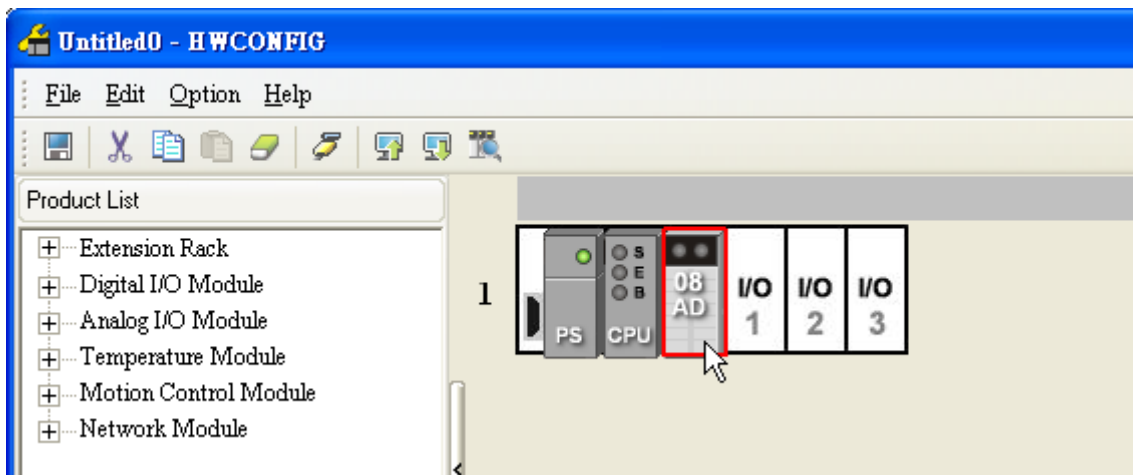 Untitled0 - HWCONFIG
File Edit Option Help
Product List
Extension Rack
Digital I/O Module
Analog I/O Module
Temperature Module
Motion Control Module
Network Module
1
PS
S
E
B
CPU
08
AD
I/O
1
I/O
2
I/O
3